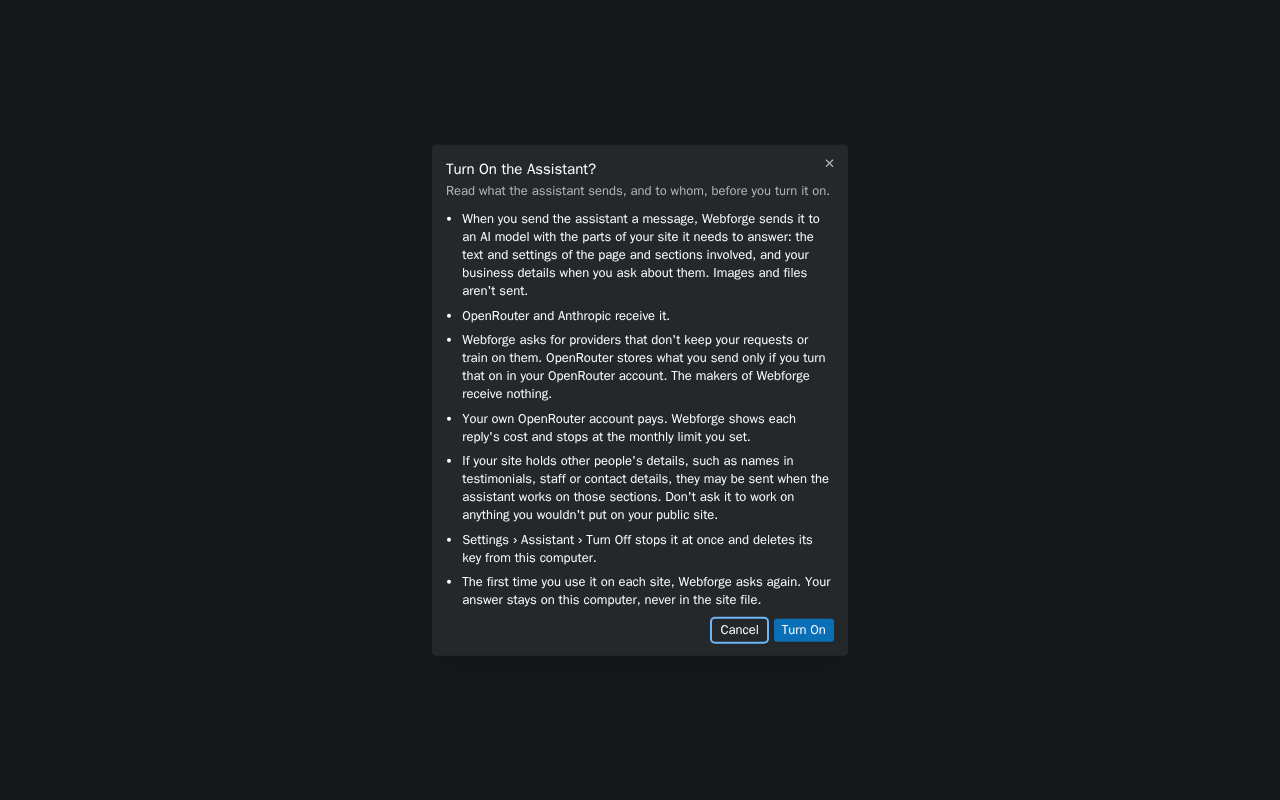 Turn On the Assistant?
×
Read what the assistant sends, and to whom, before you turn it on.
• When you send the assistant a message, Webforge sends it to
an AI model with the parts of your site it needs to answer: the
text and settings of the page and sections involved, and your
business details when you ask about them. Images and files
aren't sent.
• OpenRouter and Anthropic receive it.
• Webforge asks for providers that don't keep your requests or
train on them. OpenRouter stores what you send only if you turn
that on in your OpenRouter account. The makers of Webforge
receive nothing.
• Your own OpenRouter account pays. Webforge shows each
reply's cost and stops at the monthly limit you set.
• If your site holds other people's details, such as names in
testimonials, staff or contact details, they may be sent when the
assistant works on those sections. Don't ask it to work on
anything you wouldn't put on your public site.
• Settings › Assistant › Turn Off stops it at once and deletes its
key from this computer.
• The first time you use it on each site, Webforge asks again. Your
answer stays on this computer, never in the site file.
Cancel Turn On